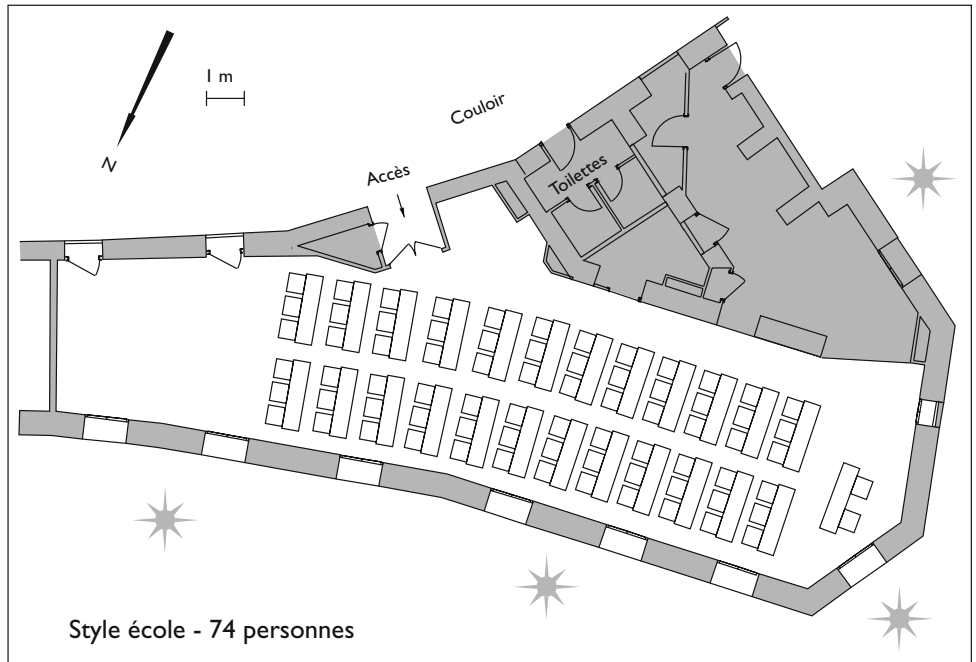 1 m
N
Couloir
Accès
Toilettes
Style école - 74 personnes